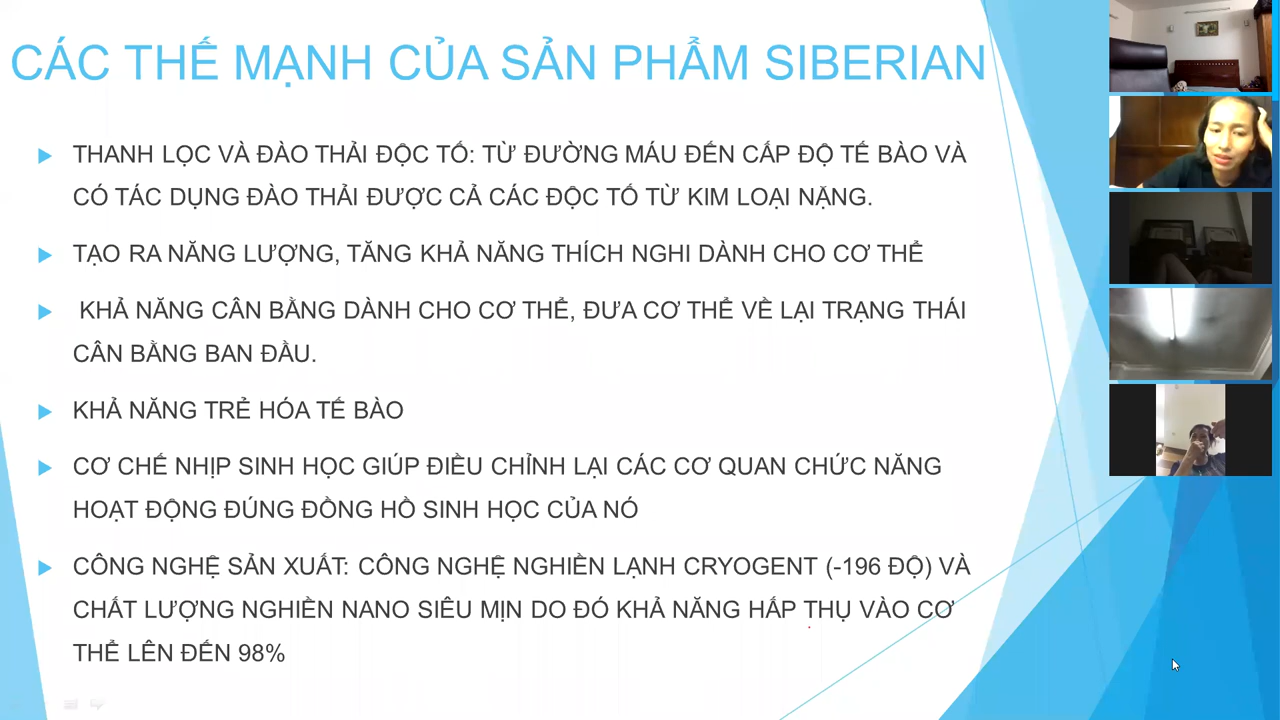 CÁC THẾ MẠNH CỦA SẢN PHẨM SIBERIAN
THANH LỌC VÀ ĐÀO THẢI ĐỘC TỐ: TỪ ĐƯỜNG MÁU ĐẾN CẤP ĐỘ TẾ BÀO VÀ
CÓ TÁC DỤNG ĐÀO THẢI ĐƯỢC CẢ CÁC ĐỘC TỐ TỪ KIM LOẠI NẶNG.
TẠO RA NĂNG LƯỢNG, TĂNG KHẢ NĂNG THÍCH NGHI DÀNH CHO CƠ THỂ
KHẢ NĂNG CÂN BẰNG DÀNH CHO CƠ THỂ, ĐƯA CƠ THỂ VỀ LẠI TRẠNG THÁI
CÂN BẰNG BAN ĐẦU.
KHẢ NĂNG TRẺ HÓA TẾ BÀO
CƠ CHẾ NHỊP SINH HỌC GIÚP ĐIỀU CHỈNH LẠI CÁC CƠ QUAN CHỨC NĂNG
HOẠT ĐỘNG ĐÚNG ĐỒNG HỒ SINH HỌC CỦA NÓ
CÔNG NGHỆ SẢN XUẤT: CÔNG NGHỆ NGHIỀN LẠNH CRYOGENT (-196 ĐỘ) VÀ
CHẤT LƯỢNG NGHIỀN NANO SIÊU MỊN DO ĐÓ KHẢ NĂNG HẤP THỤ VÀO CƠ
THỂ LÊN ĐẾN 98%